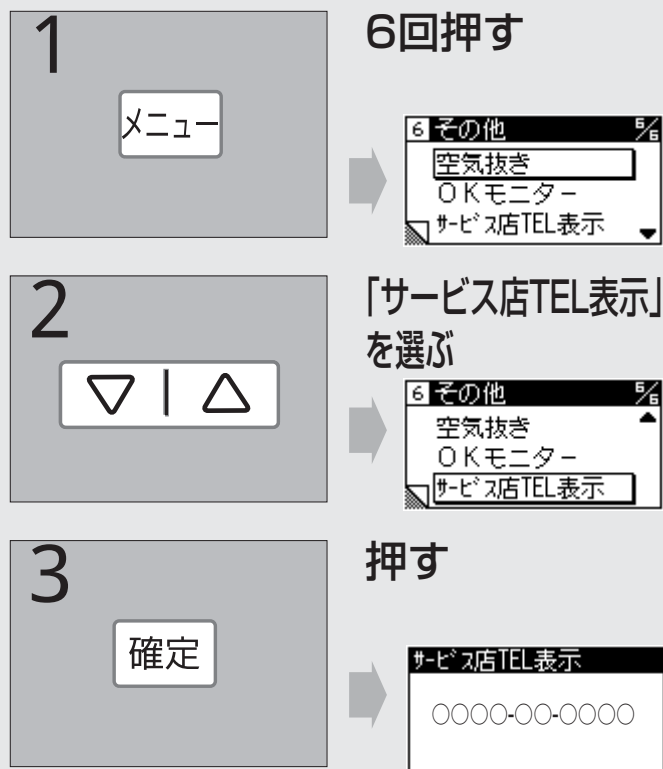 1
メニュー
6回押す
6 その他 5/6
空気抜き
OKモニター
ｻｰﾋﾞｽ店TEL表示
2
「サービス店TEL表示」
を選ぶ
6 その他 5/6
空気抜き
OKモニター
ｻｰﾋﾞｽ店TEL表示
3
確定
押す
ｻｰﾋﾞｽ店TEL表示
○○○○-○○-○○○○